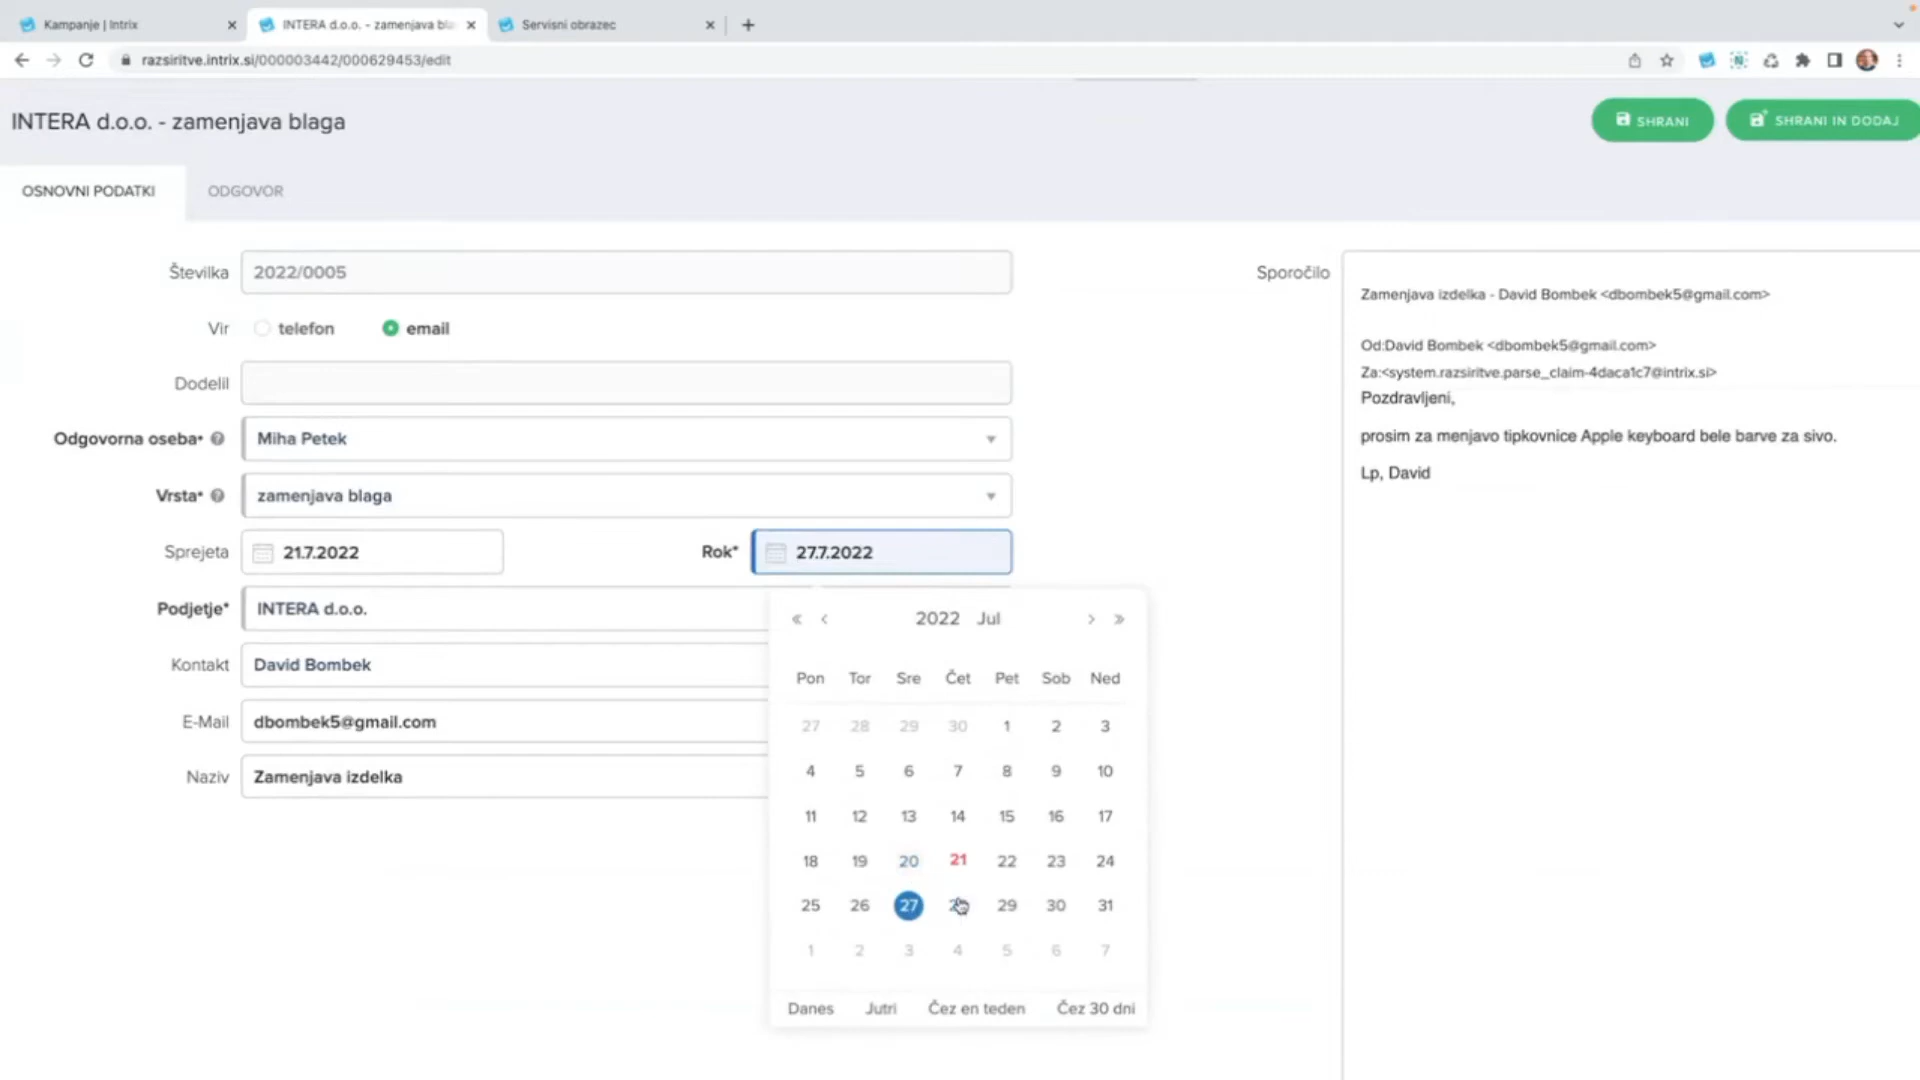 Kampanje | Intrix
INTERA d.o.o. - zamenjava bla
Servisni obrazec
razsiritve.intrix.si/000003442/000629453/edit
INTERA d.o.o. - zamenjava blaga
SHRANI
SHRANI IN DODAJ
OSNOVNI PODATKI
ODGOVOR
Številka
2022/0005
Vir
telefon
email
Dodelil
Odgovorna oseba*
Miha Petek
Vrsta*
zamenjava blaga
Sprejeta
21.7.2022
Rok*
27.7.2022
Podjetje*
INTERA d.o.o.
Kontakt
David Bombek
E-Mail
dbombek5@gmail.com
Naziv
Zamenjava izdelka
« ‹ 2022 Jul › »
Pon Tor Sre Čet Pet Sob Ned
27 28 29 30 1 2 3
4 5 6 7 8 9 10
11 12 13 14 15 16 17
18 19 20 21 22 23 24
25 26 27 29 30 31
1 2 3 4 5 6 7
Danes Jutri Čez en teden Čez 30 dni
Sporočilo
Zamenjava izdelka - David Bombek <dbombek5@gmail.com>
Od:David Bombek <dbombek5@gmail.com>
Za:<system.razsiritve.parse_claim-4daca1c7@intrix.si>
Pozdravljeni,
prosim za menjavo tipkovnice Apple keyboard bele barve za sivo.
Lp, David